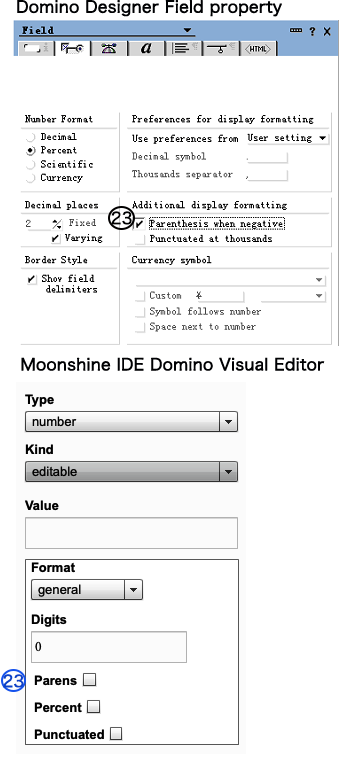 Domino Designer Field property
Field
? X
i a <HTML>
Number Format
Decimal
Percent
Scientific
Currency
Preferences for display formatting
Use preferences from User setting
Decimal symbol .
Thousands separator ,
Decimal places
2 % Fixed
Varying
Additional display formatting
23 Parenthesis when negative
Punctuated at thousands
Border Style
Show field
delimiters
Currency symbol
Custom ¥
Symbol follows number
Space next to number
Moonshine IDE Domino Visual Editor
Type
number
Kind
editable
Value
Format
general
Digits
0
23 Parens
Percent
Punctuated